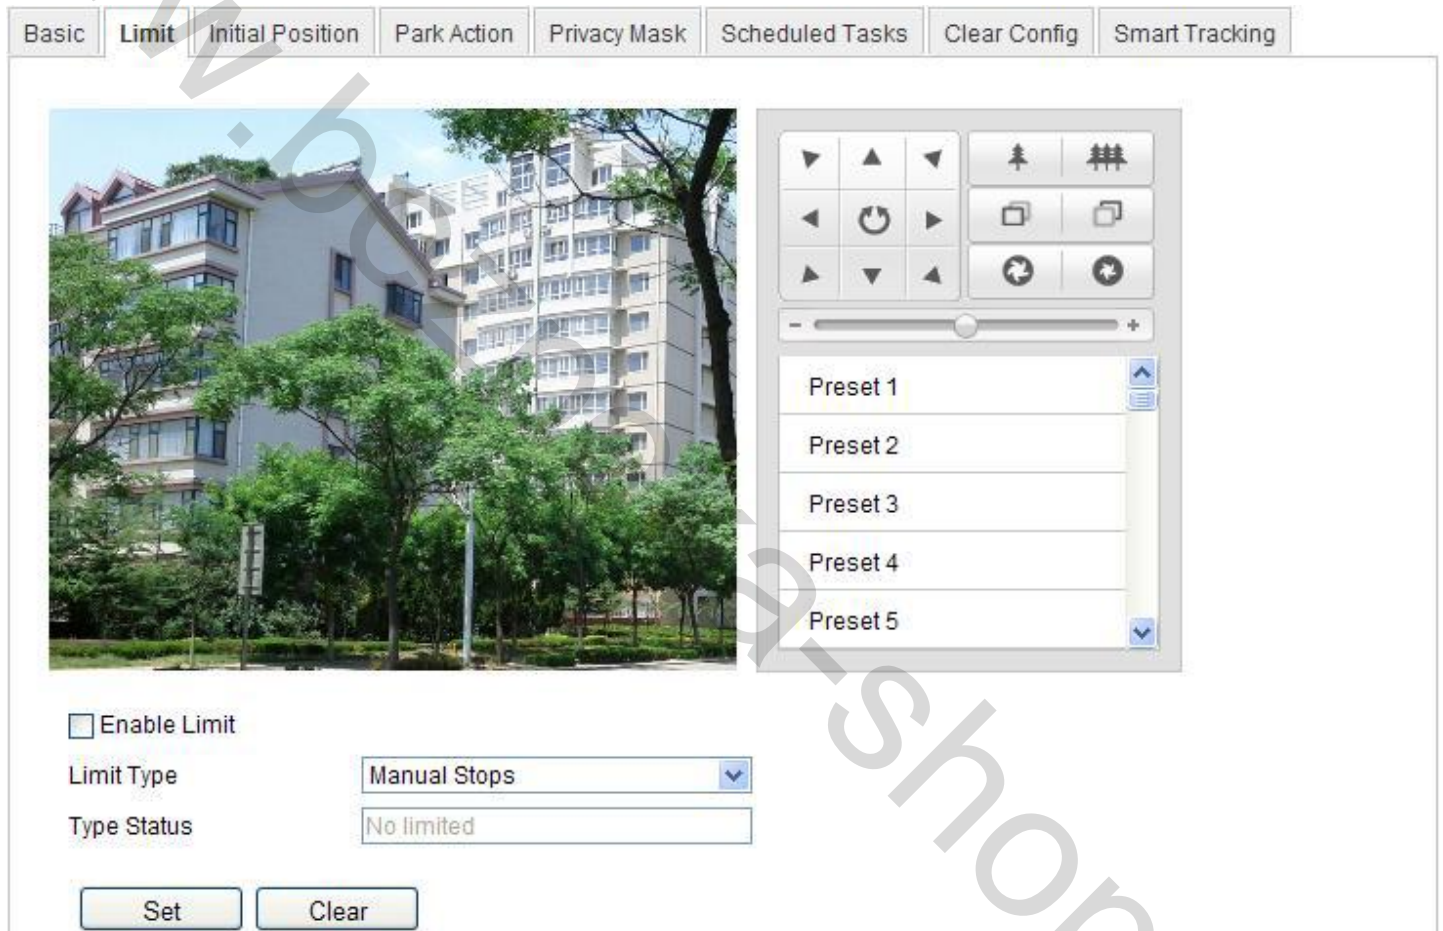 Basic Limit Initial Position Park Action Privacy Mask Scheduled Tasks Clear Config Smart Tracking
Preset 1
Preset 2
Preset 3
Preset 4
Preset 5
Enable Limit
Limit Type Manual Stops
Type Status No limited
Set Clear